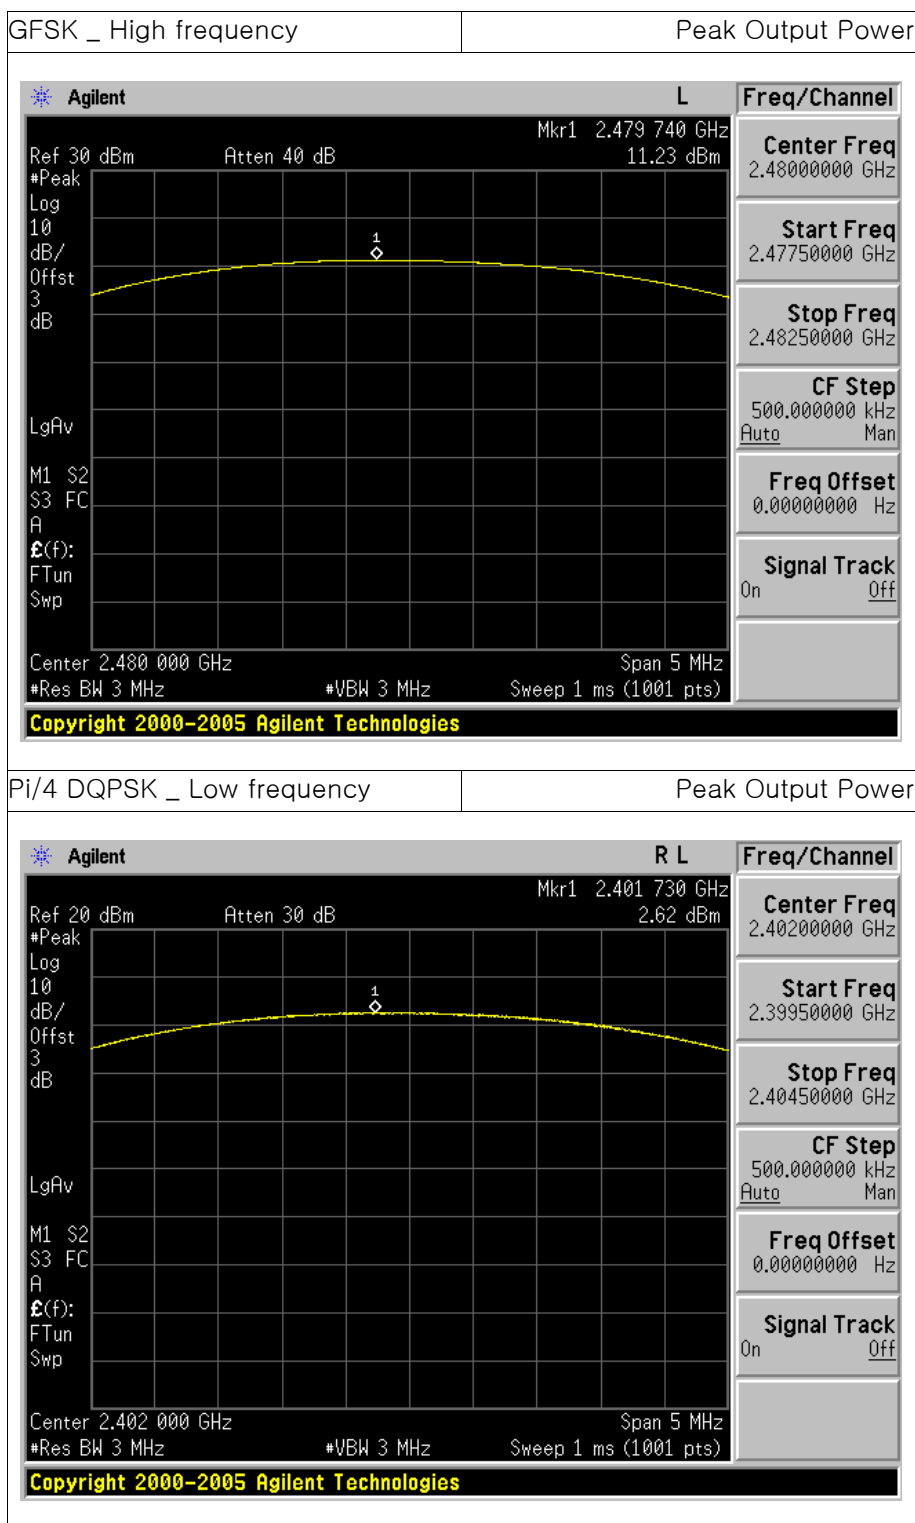 GFSK _ High frequency Peak Output Power
Agilent L Freq/Channel
Mkr1 2.479 740 GHz
Ref 30 dBm Atten 40 dB 11.23 dBm
#Peak
Log
10
dB/
Offst
3
dB
LgAv
M1 S2
S3 FC
A
£(f):
FTun
Swp
1
Center 2.480 000 GHz Span 5 MHz
#Res BW 3 MHz #VBW 3 MHz Sweep 1 ms (1001 pts)
Copyright 2000-2005 Agilent Technologies
Center Freq
2.48000000 GHz
Start Freq
2.47750000 GHz
Stop Freq
2.48250000 GHz
CF Step
500.000000 kHz
Auto Man
Freq Offset
0.00000000 Hz
Signal Track
On Off
Pi/4 DQPSK _ Low frequency Peak Output Power
Agilent R L Freq/Channel
Mkr1 2.401 730 GHz
Ref 20 dBm Atten 30 dB 2.62 dBm
#Peak
Log
10
dB/
Offst
3
dB
LgAv
M1 S2
S3 FC
A
£(f):
FTun
Swp
1
Center 2.402 000 GHz Span 5 MHz
#Res BW 3 MHz #VBW 3 MHz Sweep 1 ms (1001 pts)
Copyright 2000-2005 Agilent Technologies
Center Freq
2.40200000 GHz
Start Freq
2.39950000 GHz
Stop Freq
2.40450000 GHz
CF Step
500.000000 kHz
Auto Man
Freq Offset
0.00000000 Hz
Signal Track
On Off